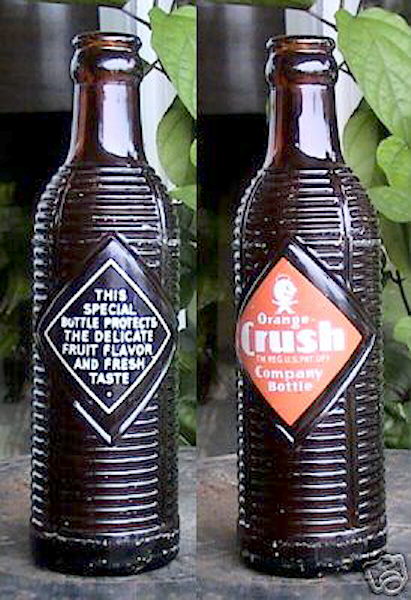 THIS
SPECIAL
BOTTLE PROTECTS
THE DELICATE
FRUIT FLAVOR
AND FRESH
TASTE
Orange-
Crush
TM REG. U.S. PAT. OFF.
Company
Bottle